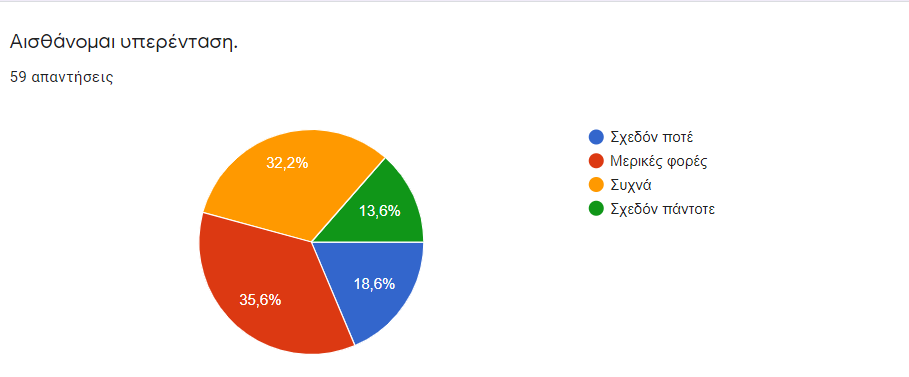 Αισθάνομαι υπερένταση.
59 απαντήσεις
32,2%
13,6%
18,6%
35,6%
Σχεδόν ποτέ
Μερικές φορές
Συχνά
Σχεδόν πάντοτε